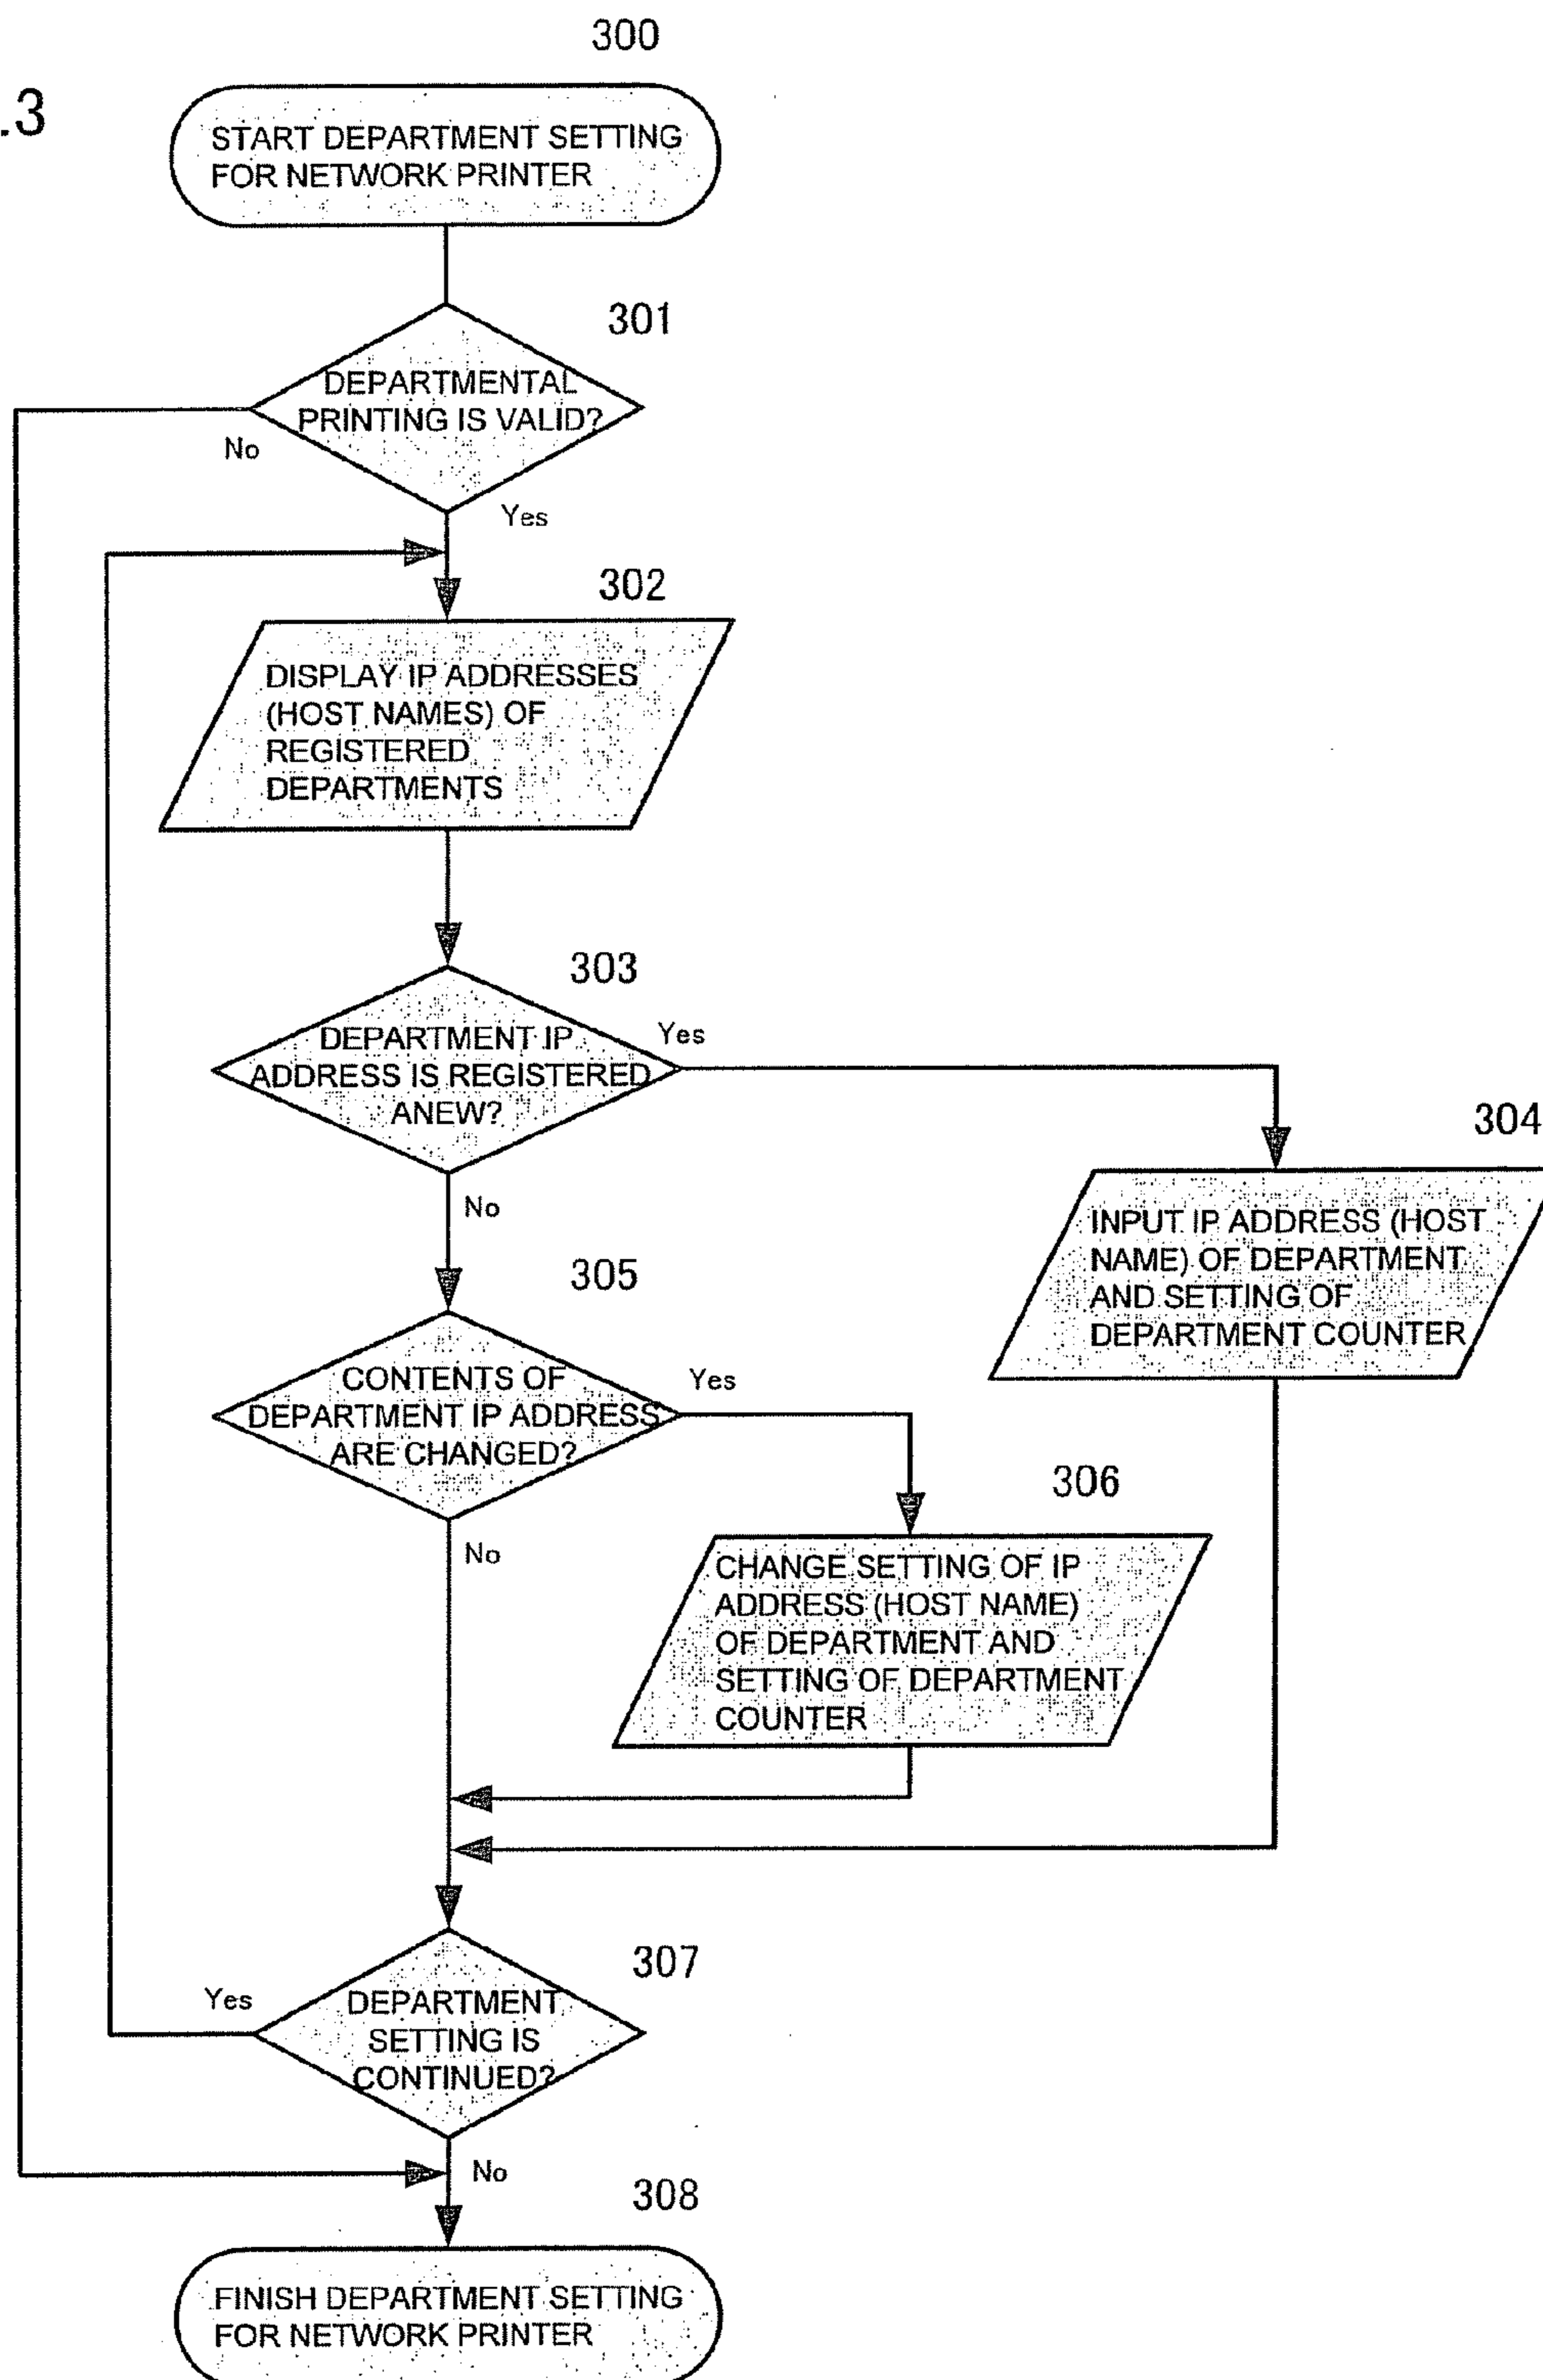 300
.3
START DEPARTMENT SETTING
FOR NETWORK PRINTER
301
DEPARTMENTAL
PRINTING IS VALID?
No
Yes
302
DISPLAY IP ADDRESSES
(HOST NAMES) OF
REGISTERED
DEPARTMENTS
303
DEPARTMENT IP
ADDRESS IS REGISTERED
ANEW?
Yes
304
No
INPUT IP ADDRESS (HOST
NAME) OF DEPARTMENT
AND SETTING OF
DEPARTMENT COUNTER
305
CONTENTS OF
DEPARTMENT IP ADDRESS
ARE CHANGED?
Yes
306
No
CHANGE SETTING OF IP
ADDRESS (HOST NAME)
OF DEPARTMENT AND
SETTING OF DEPARTMENT
COUNTER
307
Yes
DEPARTMENT
SETTING IS
CONTINUED?
No
308
FINISH DEPARTMENT SETTING
FOR NETWORK PRINTER